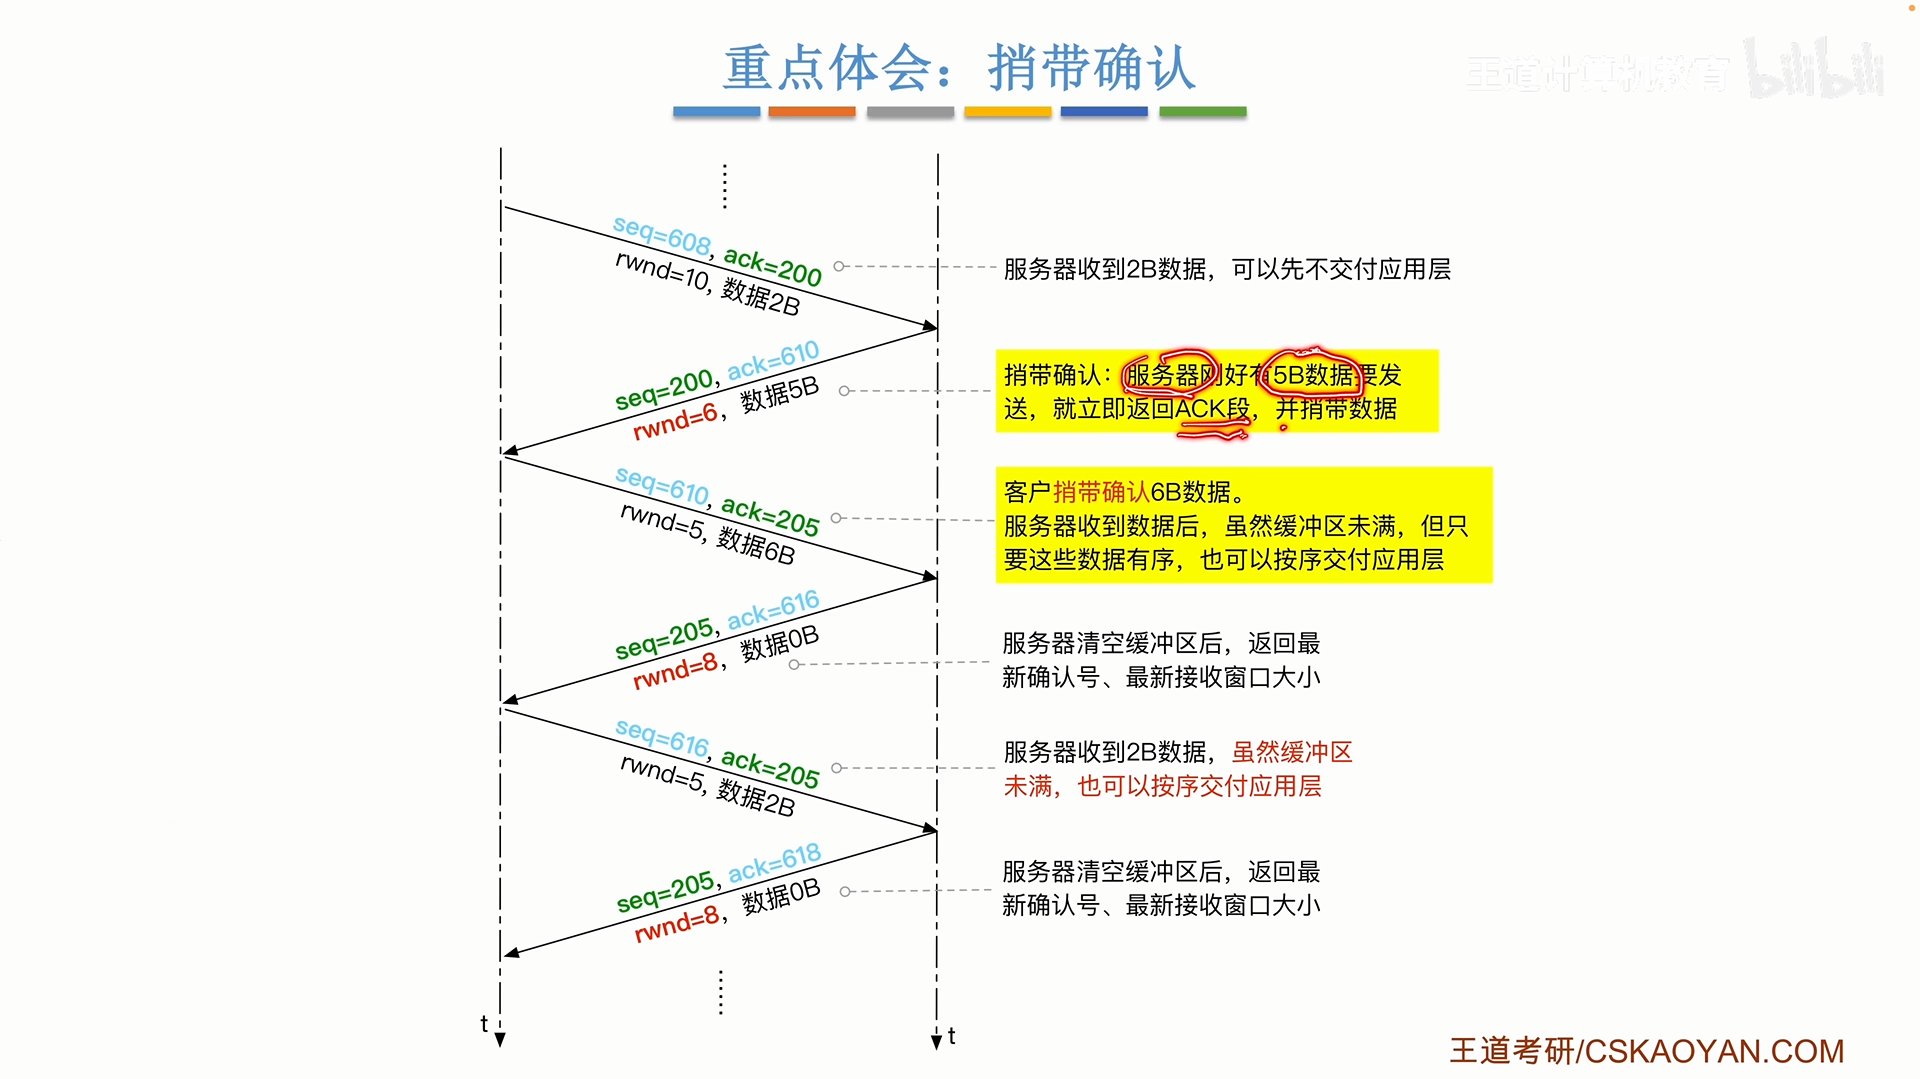 重点体会：捎带确认
王道计算机教育 bilibili
seq=608, ack=200
rwnd=10, 数据2B
服务器收到2B数据，可以先不交付应用层
seq=200, ack=610
rwnd=6，数据5B
捎带确认：服务器刚好有5B数据要发
送，就立即返回ACK段，并捎带数据
seq=610, ack=205
rwnd=5, 数据6B
客户捎带确认6B数据。
服务器收到数据后，虽然缓冲区未满，但只
要这些数据有序，也可以按序交付应用层
seq=205, ack=616
rwnd=8，数据0B
服务器清空缓冲区后，返回最
新确认号、最新接收窗口大小
seq=616, ack=205
rwnd=5, 数据2B
服务器收到2B数据，虽然缓冲区
未满，也可以按序交付应用层
seq=205, ack=618
rwnd=8，数据0B
服务器清空缓冲区后，返回最
新确认号、最新接收窗口大小
t
t
王道考研/CSKAOYAN.COM